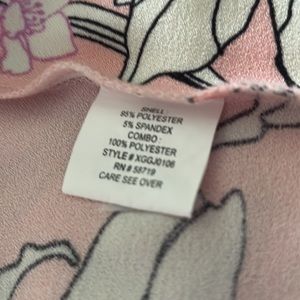 SHELL
95% POLYESTER
5% SPANDEX
COMBO -
100% POLYESTER
STYLE # XGGJ0106
RN # 58719
CARE SEE OVER